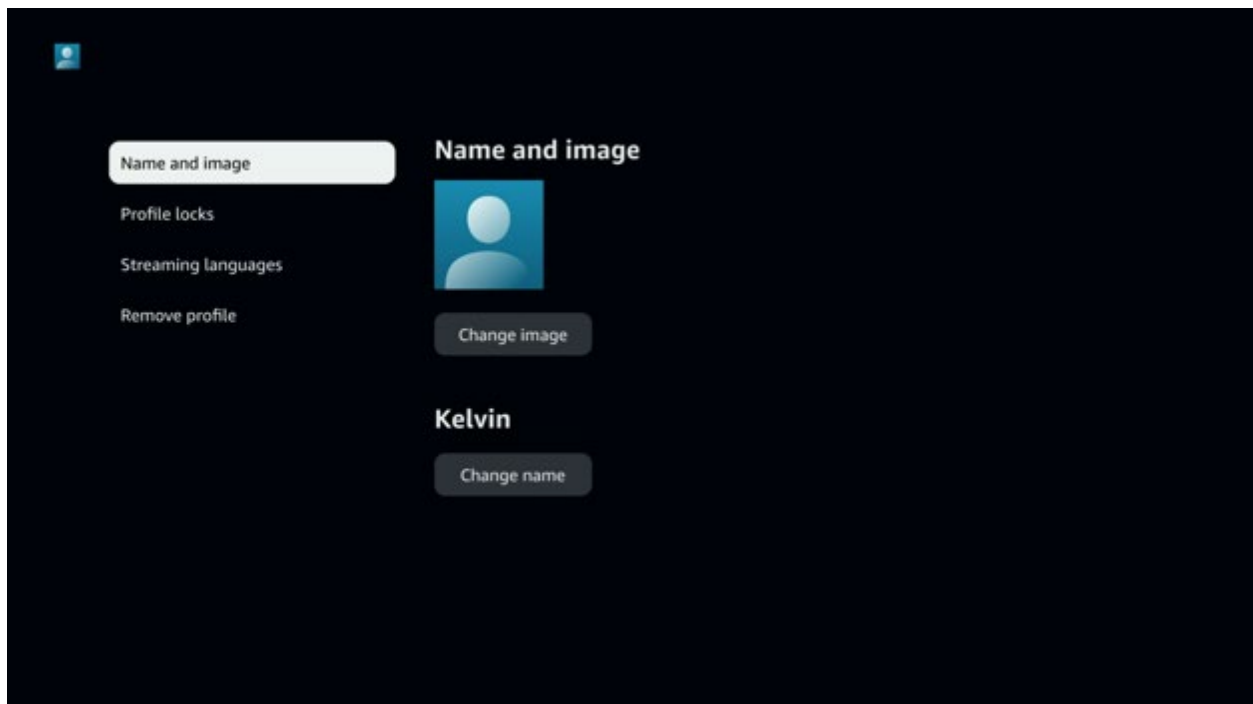 Name and image
Profile locks
Streaming languages
Remove profile
Name and image
Change image
Kelvin
Change name